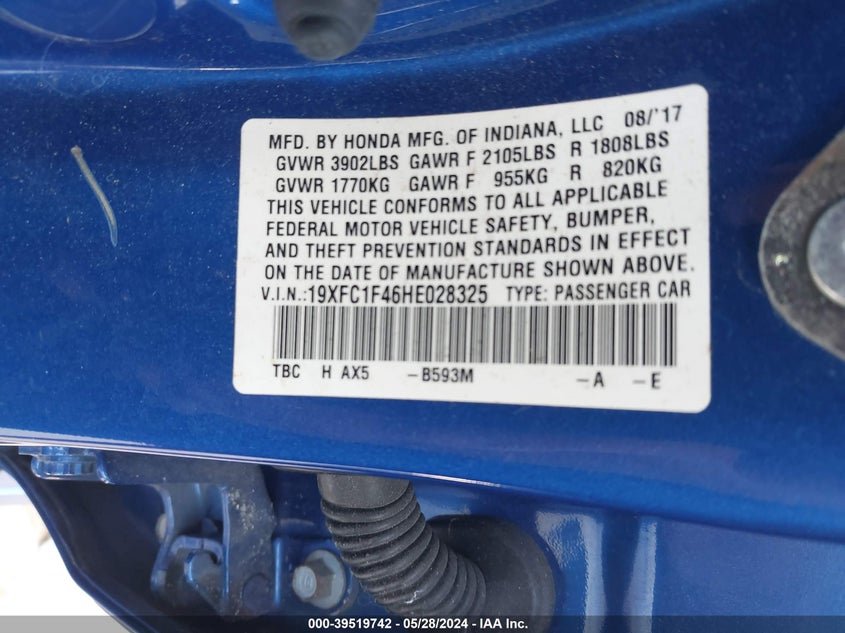 MFD. BY HONDA MFG. OF INDIANA, LLC 08/'17
GVWR 3902LBS GAWR F 2105LBS R 1808LBS
GVWR 1770KG GAWR F 955KG R 820KG
THIS VEHICLE CONFORMS TO ALL APPLICABLE
FEDERAL MOTOR VEHICLE SAFETY, BUMPER,
AND THEFT PREVENTION STANDARDS IN EFFECT
ON THE DATE OF MANUFACTURE SHOWN ABOVE.
V.I.N.:19XFC1F46HE028325 TYPE: PASSENGER CAR
TBC H AX5 -B593M -A -E
000-39519742 - 05/28/2024 - IAA Inc.